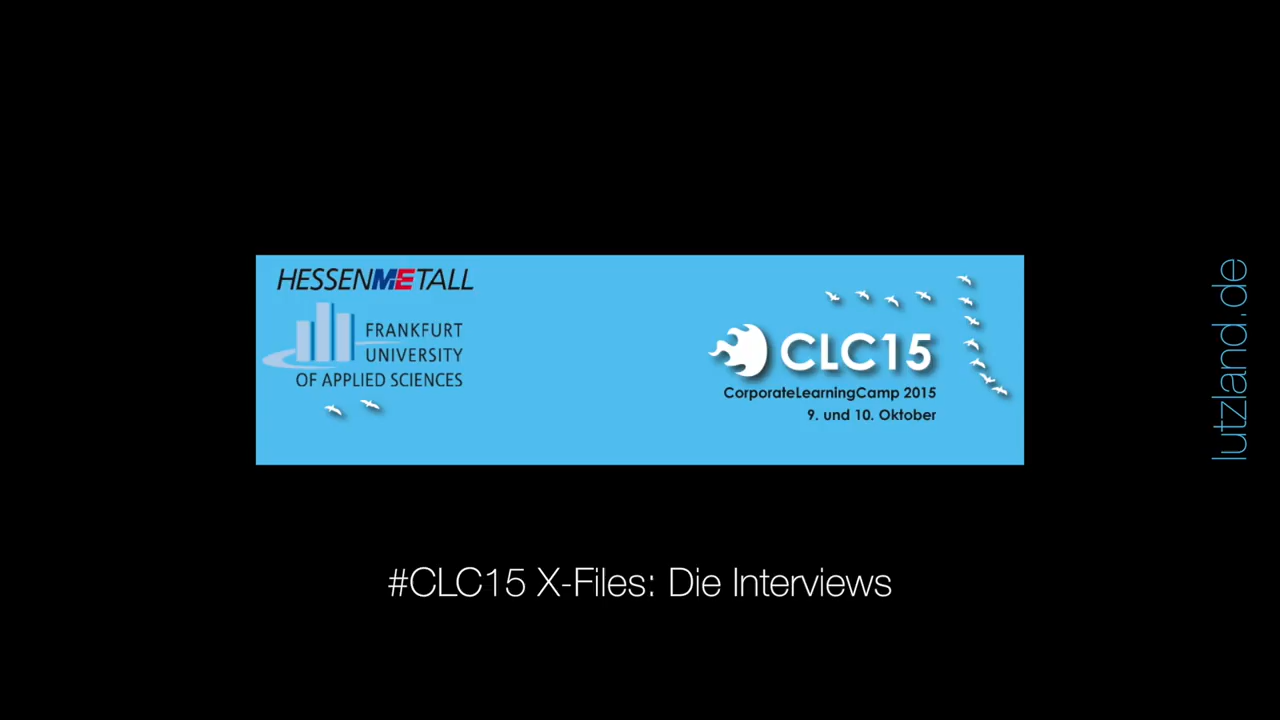 HESSENMETALL
FRANKFURT
UNIVERSITY
OF APPLIED SCIENCES
CLC15
CorporateLearningCamp 2015
9. und 10. Oktober
lutzland.de
#CLC15 X-Files: Die Interviews